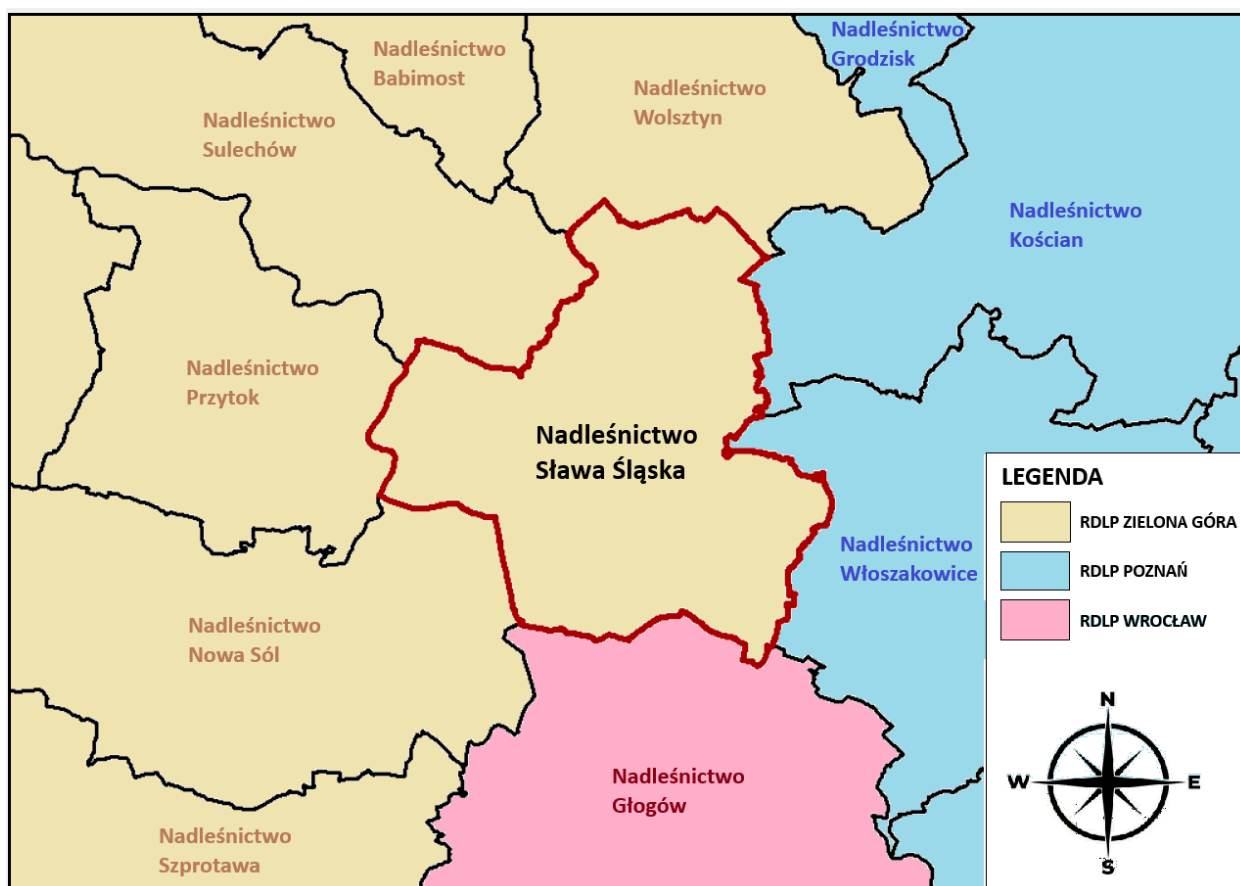 Nadleśnictwo
Grodzisk
Nadleśnictwo
Babimost
Nadleśnictwo
Wolsztyn
Nadleśnictwo
Sulechów
Nadleśnictwo
Kościan
Nadleśnictwo
Przytok
Nadleśnictwo
Sława Śląska
Nadleśnictwo
Włoszakowice
Nadleśnictwo
Nowa Sól
Nadleśnictwo
Głogów
Nadleśnictwo
Szprotawa
LEGENDA
RDLP ZIELONA GÓRA
RDLP POZNAŃ
RDLP WROCŁAW
N
W E
S